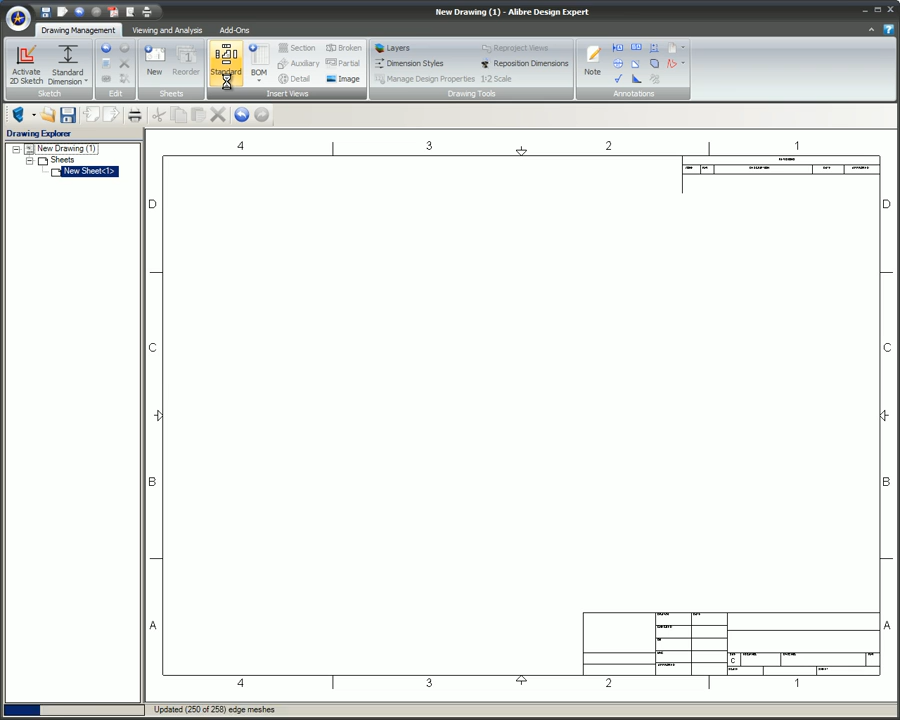 New Drawing (1) - Alibre Design Expert
Drawing Management
Viewing and Analysis
Add-Ons
Activate
2D Sketch
Standard
Dimension
Sketch
Edit
New
Reorder
Sheets
Standard
BOM
Section
Auxiliary
Detail
Broken
Partial
Image
Insert Views
Layers
Dimension Styles
Manage Design Properties
Reproject Views
Reposition Dimensions
1:2 Scale
Drawing Tools
Note
Annotations
Drawing Explorer
New Drawing (1)
Sheets
New Sheet<1>
4 3 2 1
D D
C C
B B
A A
C
4 3 2 1
Updated (250 of 258) edge meshes